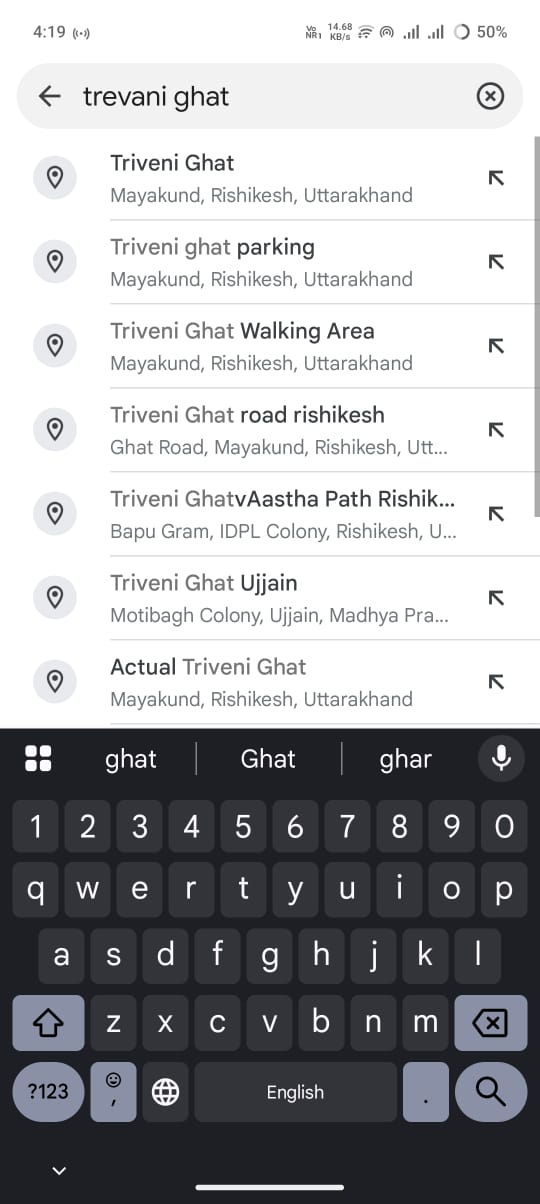 4:19
Vo
NR1
14.68
KB/s
50%
trevani ghat
Triveni Ghat
Mayakund, Rishikesh, Uttarakhand
Triveni ghat parking
Mayakund, Rishikesh, Uttarakhand
Triveni Ghat Walking Area
Mayakund, Rishikesh, Uttarakhand
Triveni Ghat road rishikesh
Ghat Road, Mayakund, Rishikesh, Utt...
Triveni GhatvAastha Path Rishik...
Bapu Gram, IDPL Colony, Rishikesh, U...
Triveni Ghat Ujjain
Motibagh Colony, Ujjain, Madhya Pra...
Actual Triveni Ghat
Mayakund, Rishikesh, Uttarakhand
ghat Ghat ghar
1 2 3 4 5 6 7 8 9 0
q w e r t y u i o p
a s d f g h j k l
z x c v b n m
?123 , English .